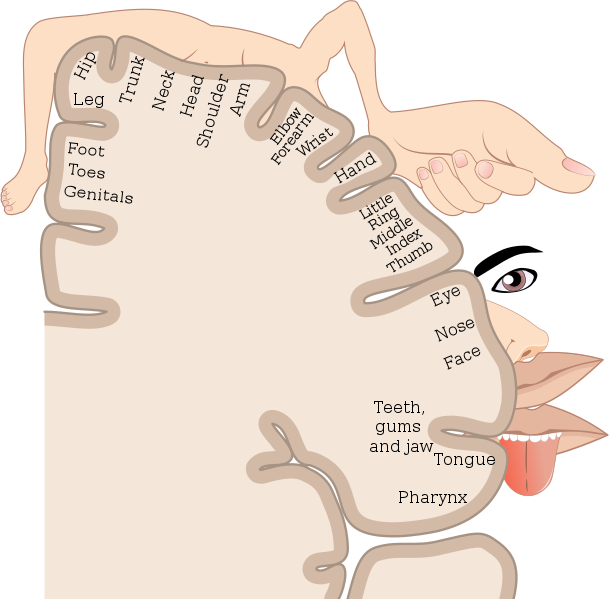 Hip
Leg
Foot
Toes
Genitals
Trunk
Neck
Head
Shoulder
Arm
Elbow
Forearm
Wrist
Hand
Little
Ring
Middle
Index
Thumb
Eye
Nose
Face
Teeth,
gums
and jaw
Tongue
Pharynx